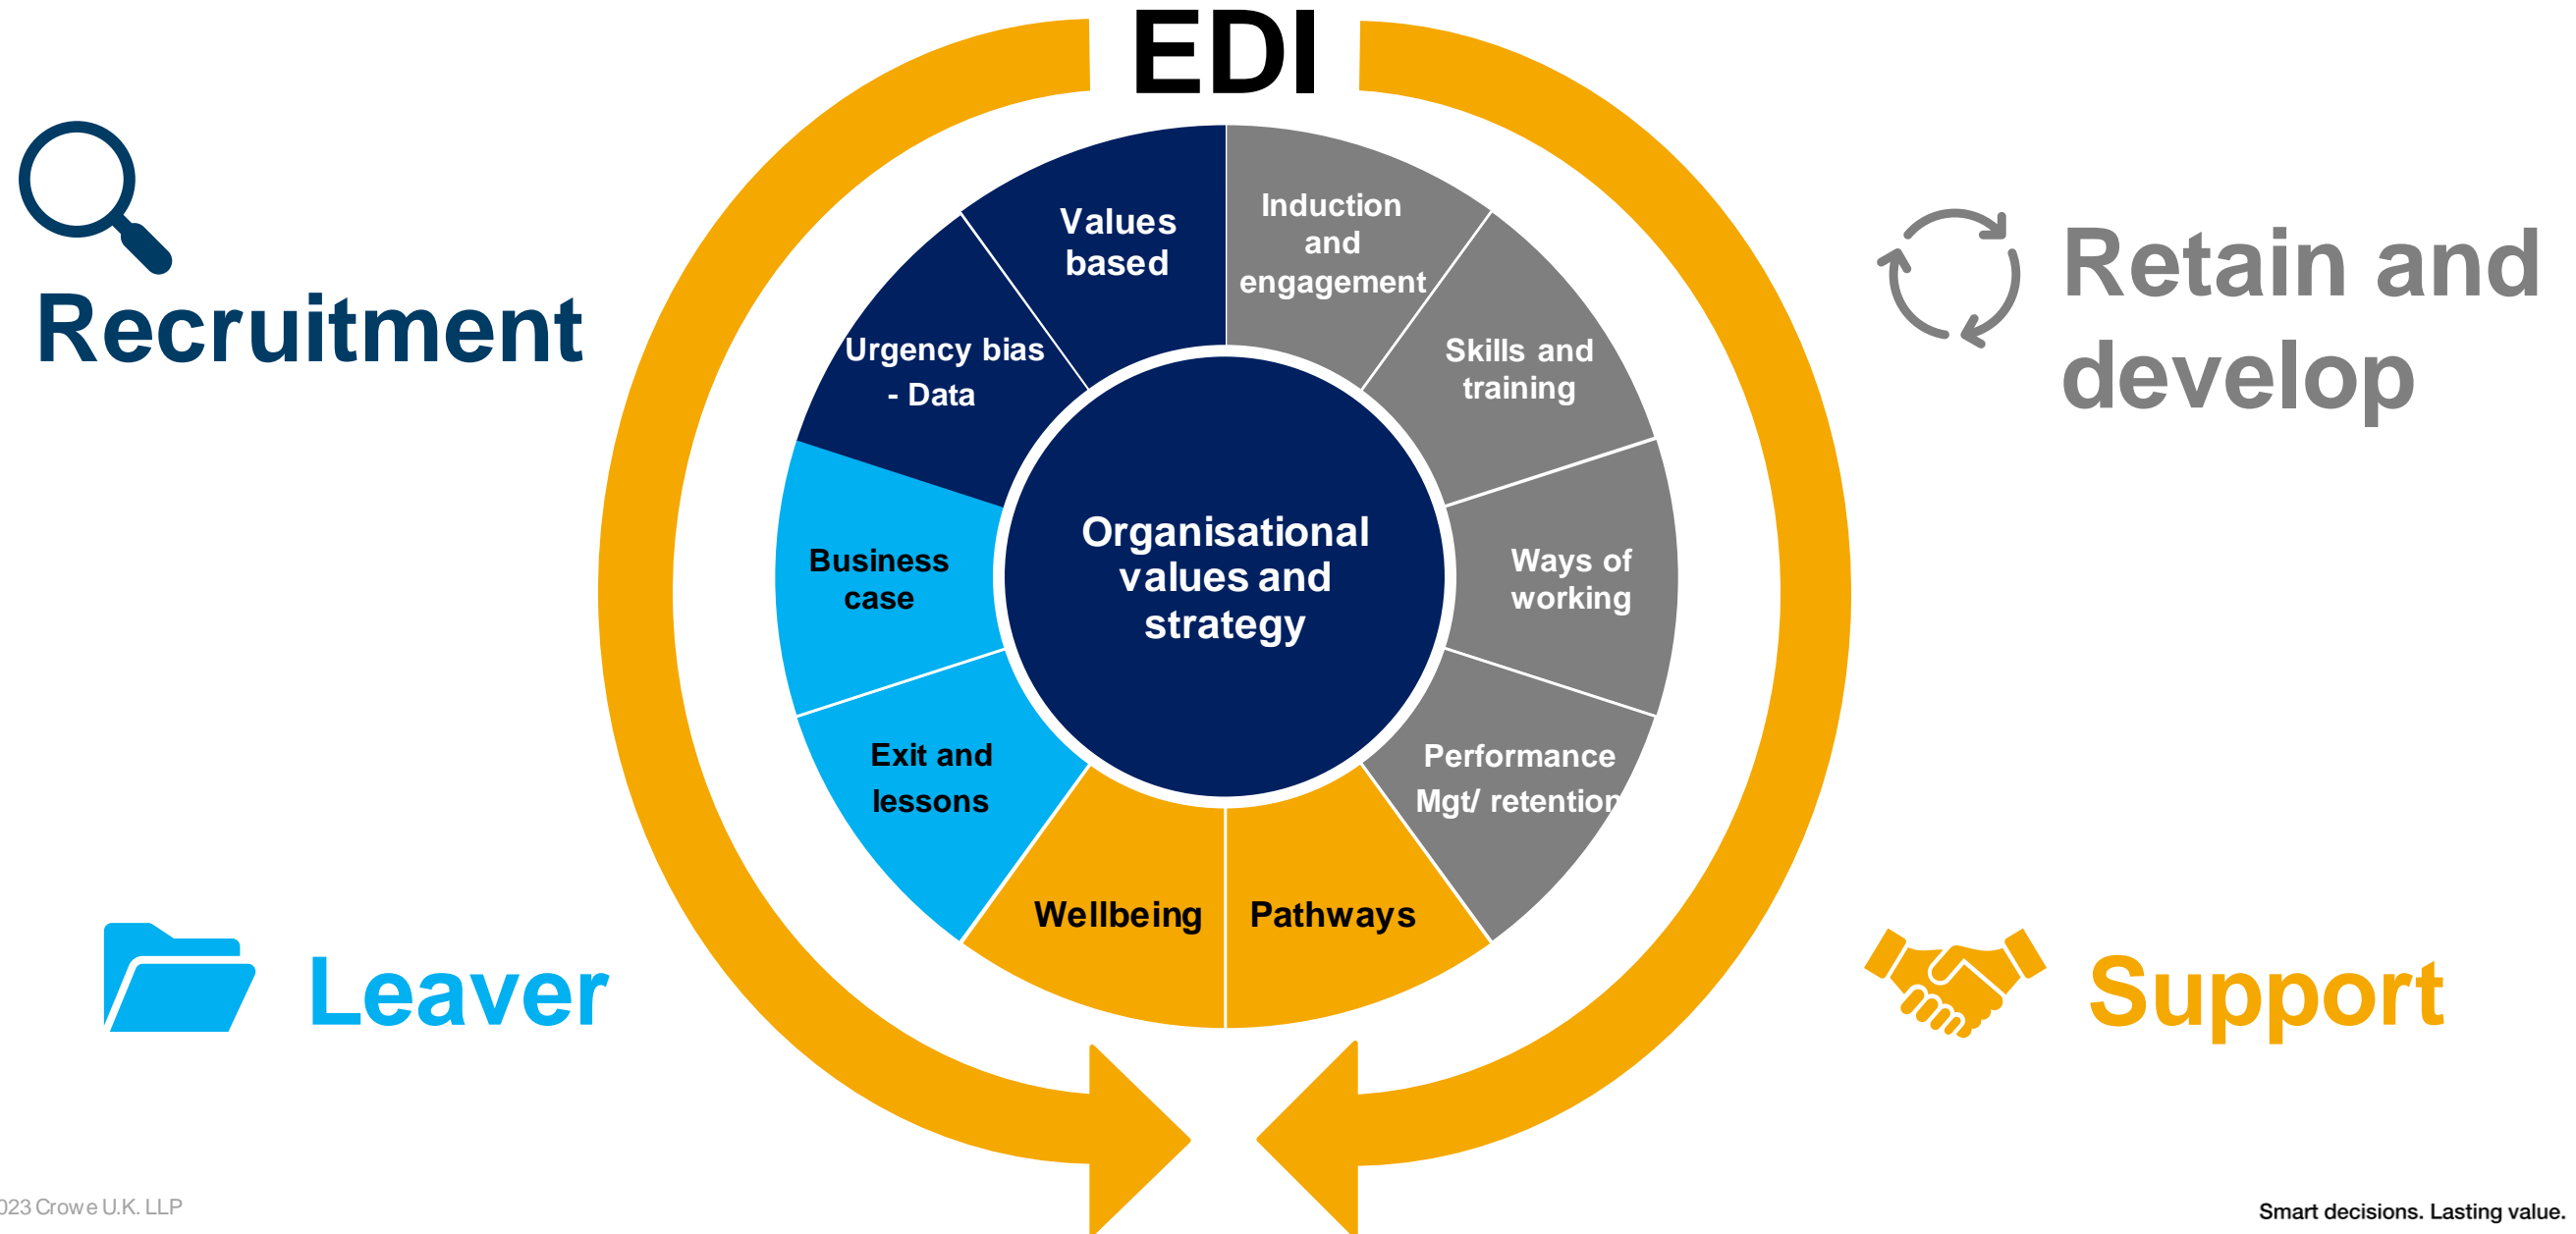 EDI
Recruitment
Retain and
develop
Values
based
Induction
and
engagement
Urgency bias
- Data
Skills and
training
Business
case
Organisational
values and
strategy
Ways of
working
Exit and
lessons
Performance
Mgt/ retention
Wellbeing
Pathways
Leaver
Support
023 Crowe U.K. LLP
Smart decisions. Lasting value.